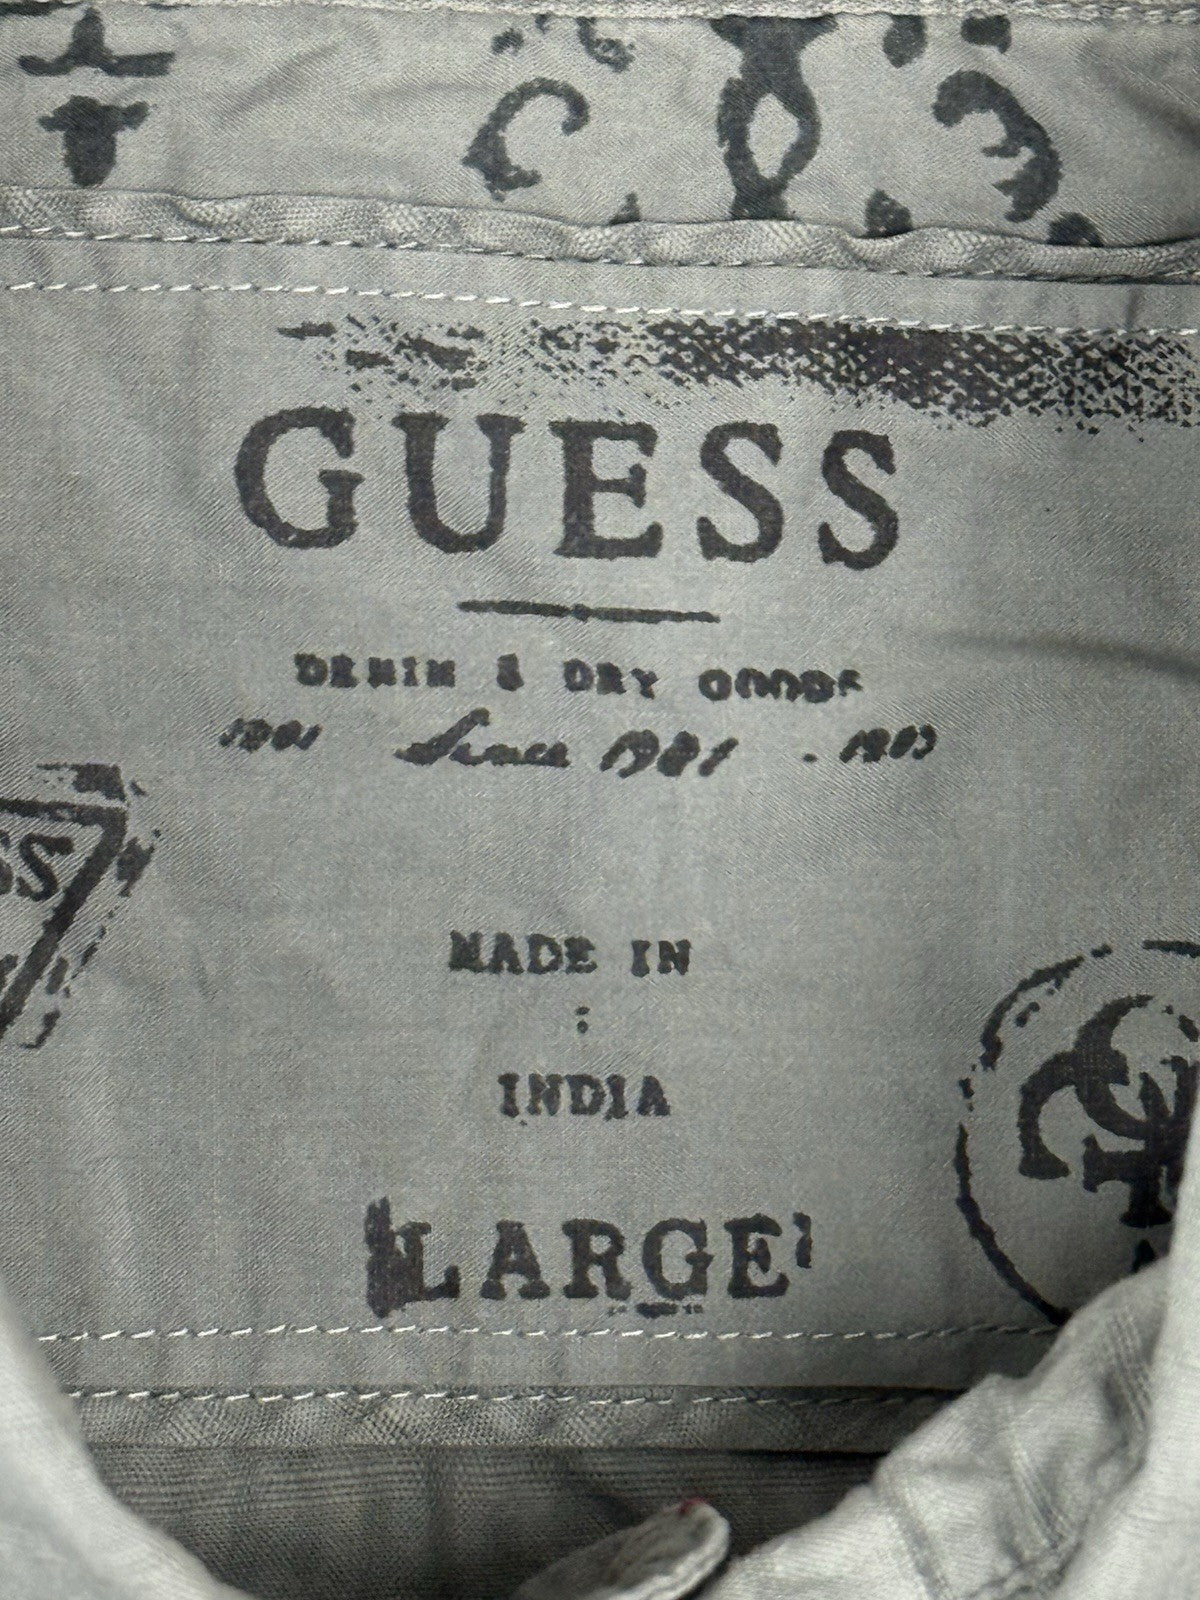 GUESS
DENIM & DRY GOODS
Since 1981
SS
MADE IN
:
INDIA
LARGE